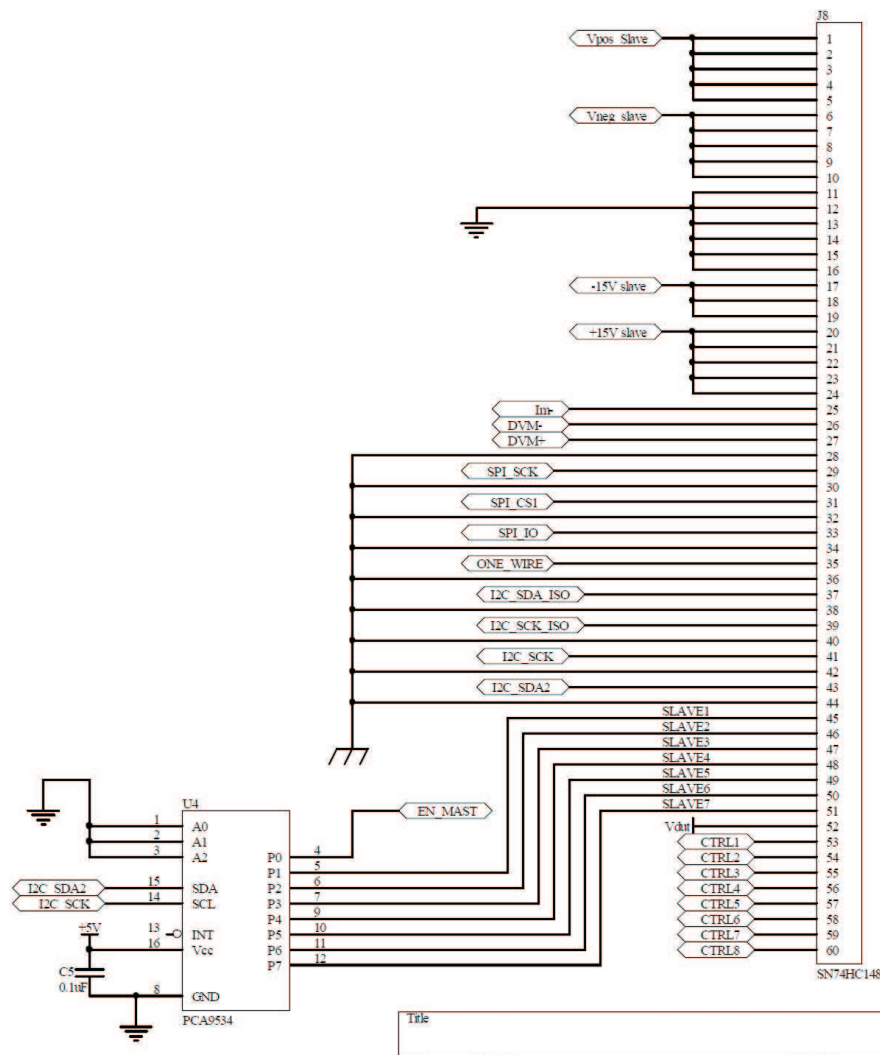 J8
Vpos_Slave
1
2
3
4
5
Vneg_slave
6
7
8
9
10
11
12
13
14
15
16
-15V slave
17
18
19
+15V slave
20
21
22
23
24
Im-
25
DVM-
26
DVM+
27
28
SPI_SCK
29
30
SPI_CS1
31
32
SPI_IO
33
34
ONE_WIRE
35
36
I2C_SDA_ISO
37
38
I2C_SCK_ISO
39
40
I2C_SCK
41
42
I2C_SDA2
43
44
SLAVE1
45
SLAVE2
46
SLAVE3
47
SLAVE4
48
SLAVE5
49
SLAVE6
50
SLAVE7
51
Vdut
52
CTRL1
53
CTRL2
54
CTRL3
55
CTRL4
56
CTRL5
57
CTRL6
58
CTRL7
59
CTRL8
60
SN74HC148
U4
EN_MAST
1 A0
2 A1
3 A2
P0 4
P1 5
I2C_SDA2 15 SDA
P2 6
I2C_SCK 14 SCL
P3 7
P4 9
+5V 13 INT
P5 10
16 Vcc
P6 11
P7 12
C5
0.1uF
8 GND
PCA9534
Title